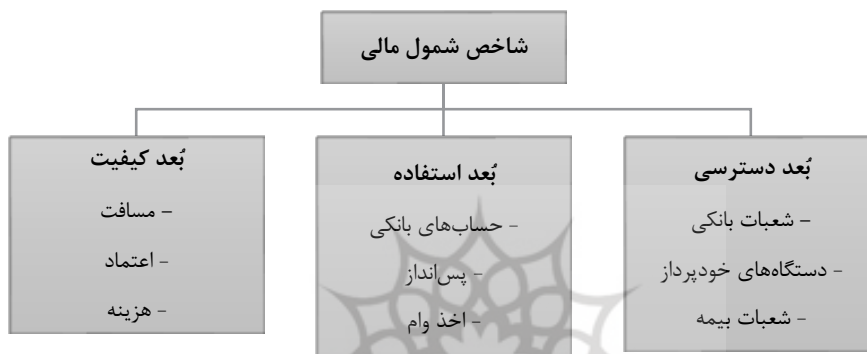 شاخص شمول مالی
بُعد دسترسی
- شعبات بانکی
- دستگاه‌های خودپرداز
- شعبات بیمه
بُعد استفاده
- حساب‌های بانکی
- پس‌انداز
- اخذ وام
بُعد کیفیت
- مسافت
- اعتماد
- هزینه